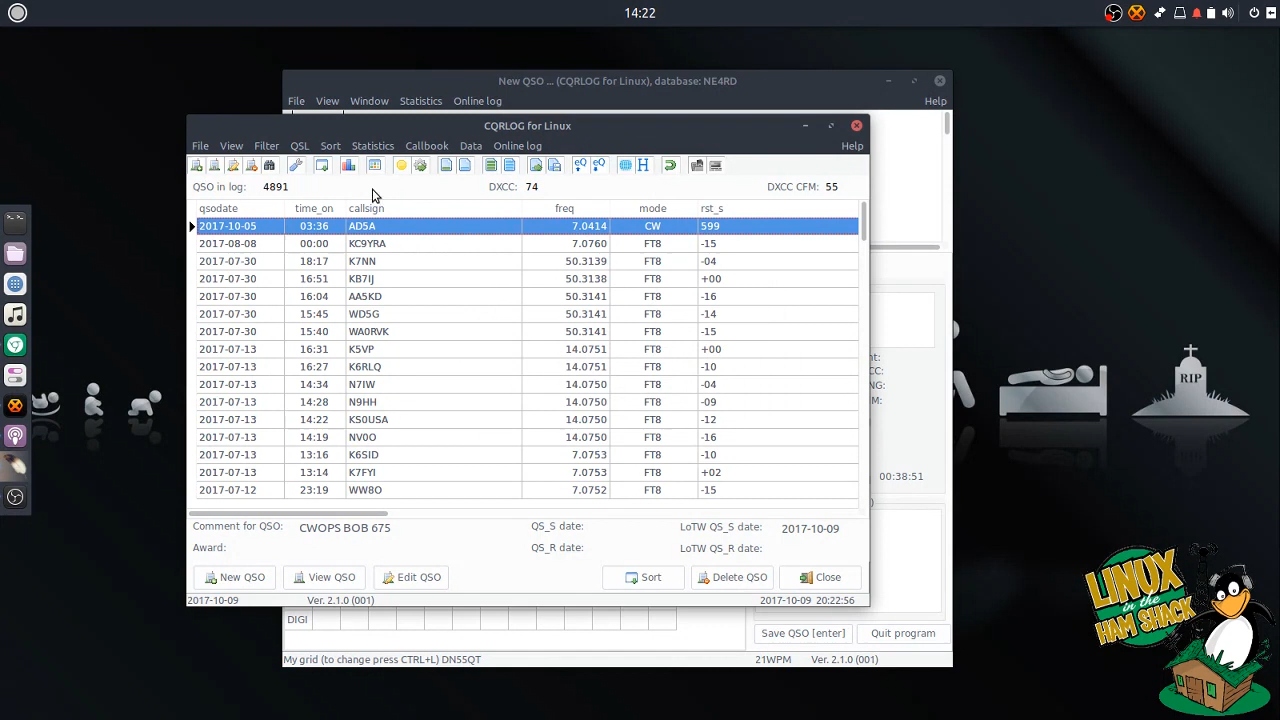 14:22
New QSO ... (CQRLOG for Linux), database: NE4RD
File View Window Statistics Online log Help
CQRLOG for Linux
File View Filter QSL Sort Statistics Callbook Data Online log Help
QSO in log: 4891 DXCC: 74 DXCC CFM: 55
qsodate time_on callsign freq mode rst_s
2017-10-05 03:36 AD5A 7.0414 CW 599
2017-08-08 00:00 KC9YRA 7.0760 FT8 -15
2017-07-30 18:17 K7NN 50.3139 FT8 -04
2017-07-30 16:51 KB7IJ 50.3138 FT8 +00
2017-07-30 16:04 AA5KD 50.3141 FT8 -16
2017-07-30 15:45 WD5G 50.3141 FT8 -14
2017-07-30 15:40 WA0RVK 50.3141 FT8 -15
2017-07-13 16:31 K5VP 14.0751 FT8 +00
2017-07-13 16:27 K6RLQ 14.0751 FT8 -10
2017-07-13 14:34 N7IW 14.0750 FT8 -04
2017-07-13 14:28 N9HH 14.0750 FT8 -09
2017-07-13 14:22 KS0USA 14.0750 FT8 -12
2017-07-13 14:19 NV0O 14.0750 FT8 -16
2017-07-13 13:16 K6SID 7.0753 FT8 -10
2017-07-13 13:14 K7FYI 7.0753 FT8 +02
2017-07-12 23:19 WW8O 7.0752 FT8 -15
Comment for QSO: CWOPS BOB 675 QS_S date: LoTW QS_S date: 2017-10-09
Award: QS_R date: LoTW QS_R date:
New QSO View QSO Edit QSO Sort Delete QSO Close
2017-10-09 Ver. 2.1.0 (001) 2017-10-09 20:22:56
00:38:51
DIGI
Save QSO [enter] Quit program
My grid (to change press CTRL+L) DN55QT 21WPM Ver. 2.1.0 (001)
RIP
LINUX
in the
HAM SHACK